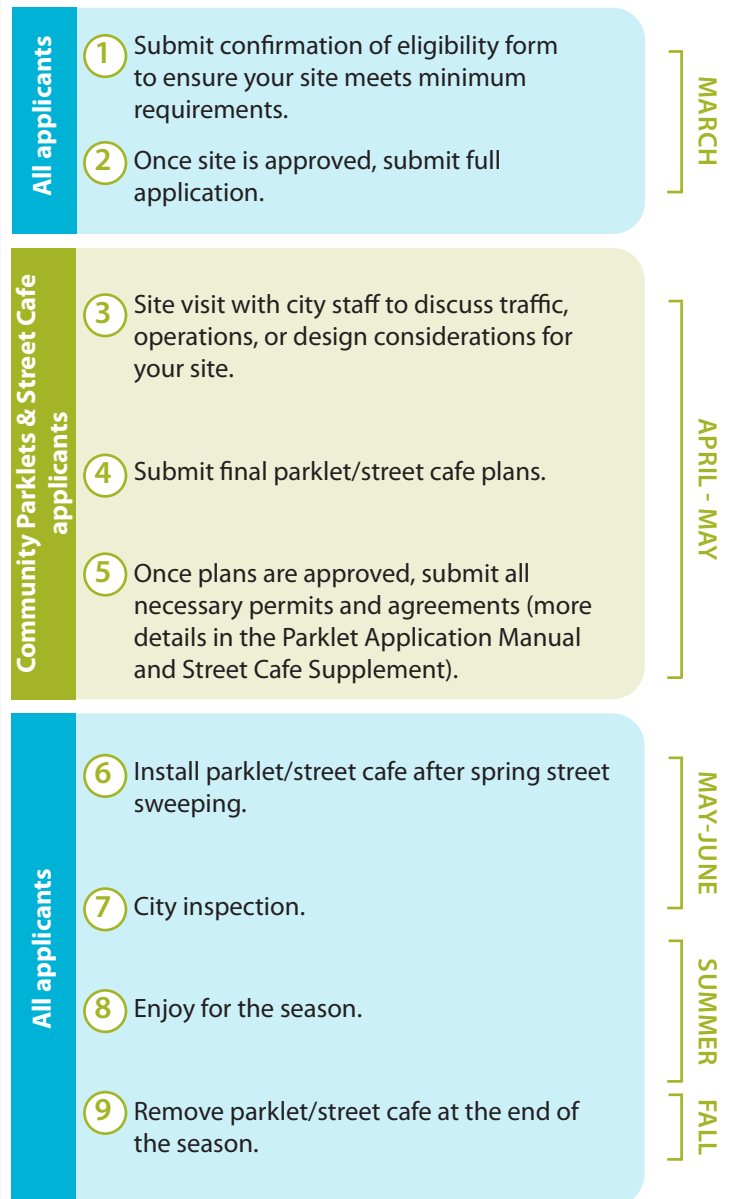 All applicants
1 Submit confirmation of eligibility form
to ensure your site meets minimum
requirements.
2 Once site is approved, submit full
application.
MARCH
Community Parklets & Street Cafe
applicants
3 Site visit with city staff to discuss traffic,
operations, or design considerations for
your site.
4 Submit final parklet/street cafe plans.
5 Once plans are approved, submit all
necessary permits and agreements (more
details in the Parklet Application Manual
and Street Cafe Supplement).
APRIL - MAY
All applicants
6 Install parklet/street cafe after spring street
sweeping.
7 City inspection.
MAY-JUNE
8 Enjoy for the season.
SUMMER
9 Remove parklet/street cafe at the end of
the season.
FALL